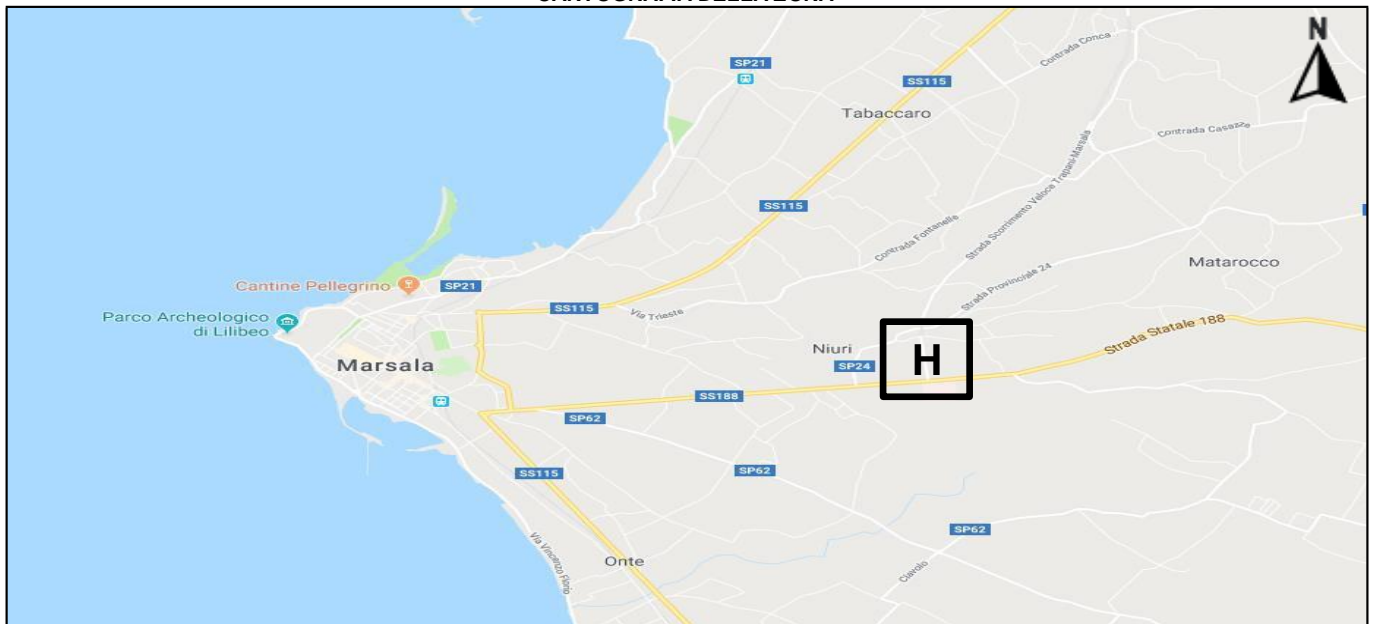 N
SP21
SS115
Contrada Conca
Tabaccaro
Contrada Casazze
Strada Scorrimento Veloce Trapani-Marsala
SS115
Contrada Fontanelle
Matarocco
Strada Provinciale 24
Cantine Pellegrino
SP21
SS115
Via Trieste
Parco Archeologico
di Lilibeo
Strada Statale 188
Niuri
H
Marsala
SP24
SS188
SP62
SS115
SP62
SP62
Via Vincenzo Florio
Onte
Ciavolo